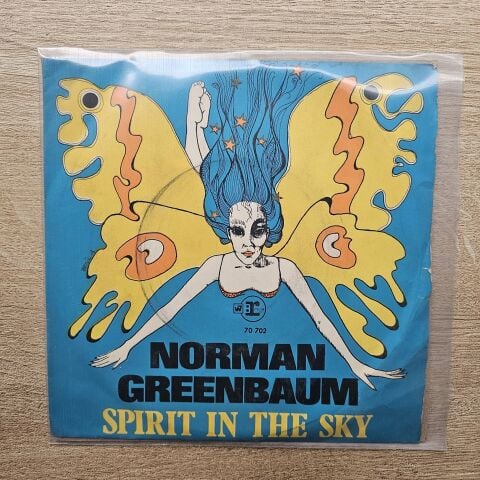 70 702
NORMAN
GREENBAUM
SPIRIT IN THE SKY